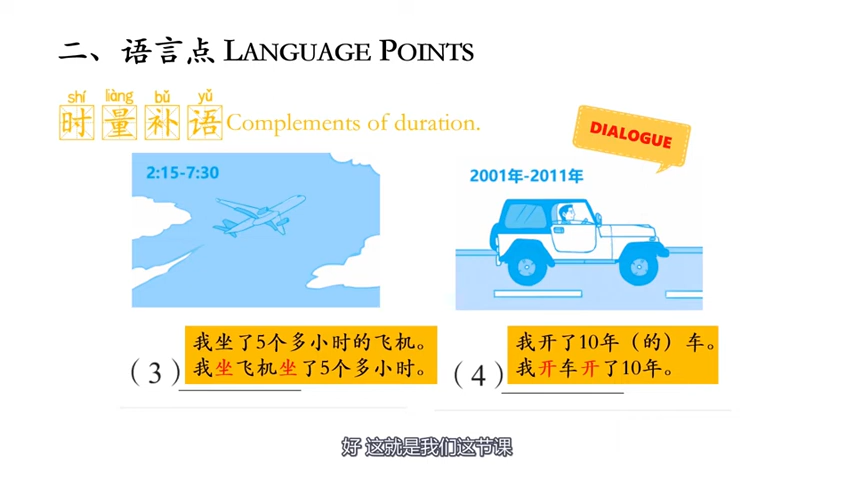 二、语言点 LANGUAGE POINTS
shí liàng bǔ yǔ
时量补语 Complements of duration.
DIALOGUE
2:15-7:30
2001年-2011年
(3)
我坐了5个多小时的飞机。
我坐飞机坐了5个多小时。
(4)
我开了10年（的）车。
我开车开了10年。
好 这就是我们这节课